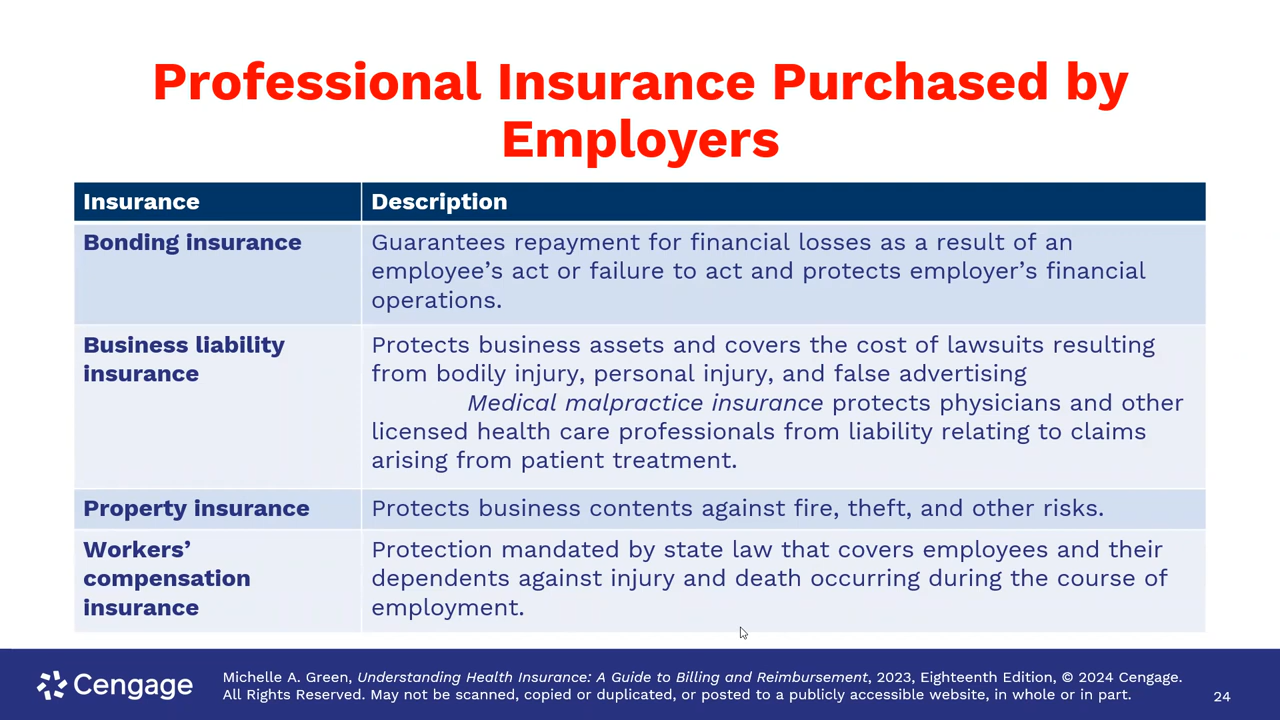 Professional Insurance Purchased by
Employers
Insurance
Description
Bonding insurance
Guarantees repayment for financial losses as a result of an
employee’s act or failure to act and protects employer’s financial
operations.
Business liability
insurance
Protects business assets and covers the cost of lawsuits resulting
from bodily injury, personal injury, and false advertising
Medical malpractice insurance protects physicians and other
licensed health care professionals from liability relating to claims
arising from patient treatment.
Property insurance
Protects business contents against fire, theft, and other risks.
Workers’
compensation
insurance
Protection mandated by state law that covers employees and their
dependents against injury and death occurring during the course of
employment.
Cengage
Michelle A. Green, Understanding Health Insurance: A Guide to Billing and Reimbursement, 2023, Eighteenth Edition, © 2024 Cengage.
All Rights Reserved. May not be scanned, copied or duplicated, or posted to a publicly accessible website, in whole or in part.
24